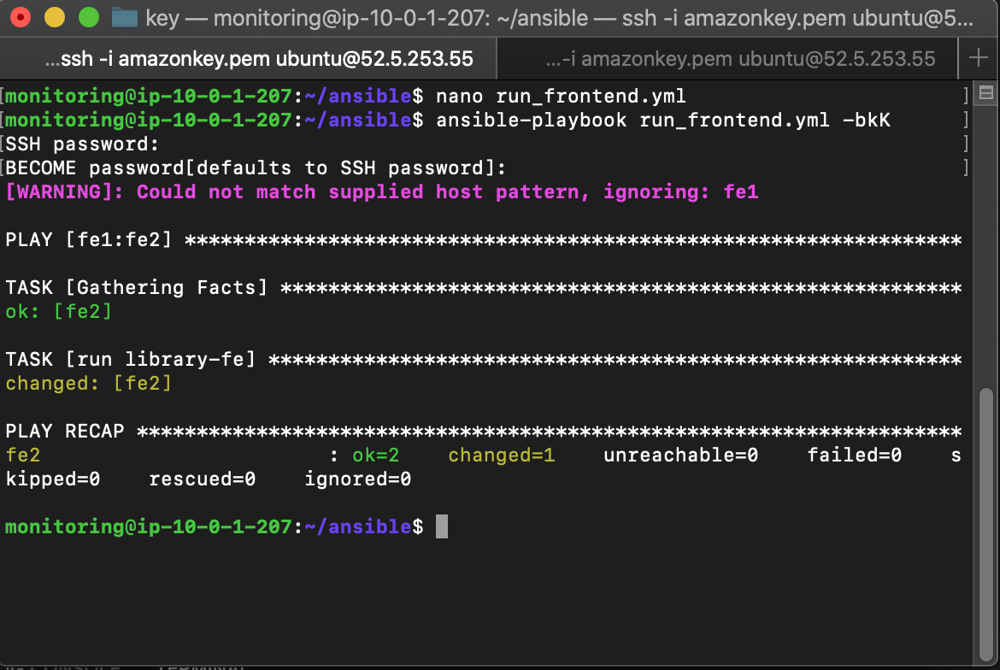 key — monitoring@ip-10-0-1-207: ~/ansible — ssh -i amazonkey.pem ubuntu@5...
...ssh -i amazonkey.pem ubuntu@52.5.253.55
...-i amazonkey.pem ubuntu@52.5.253.55
[monitoring@ip-10-0-1-207:~/ansible$ nano run_frontend.yml ]
[monitoring@ip-10-0-1-207:~/ansible$ ansible-playbook run_frontend.yml -bkK ]
[SSH password: ]
[BECOME password[defaults to SSH password]: ]
[WARNING]: Could not match supplied host pattern, ignoring: fe1
PLAY [fe1:fe2] *****************************************************************
TASK [Gathering Facts] *********************************************************
ok: [fe2]
TASK [run library-fe] **********************************************************
changed: [fe2]
PLAY RECAP *********************************************************************
fe2 : ok=2 changed=1 unreachable=0 failed=0 s
kipped=0 rescued=0 ignored=0
monitoring@ip-10-0-1-207:~/ansible$